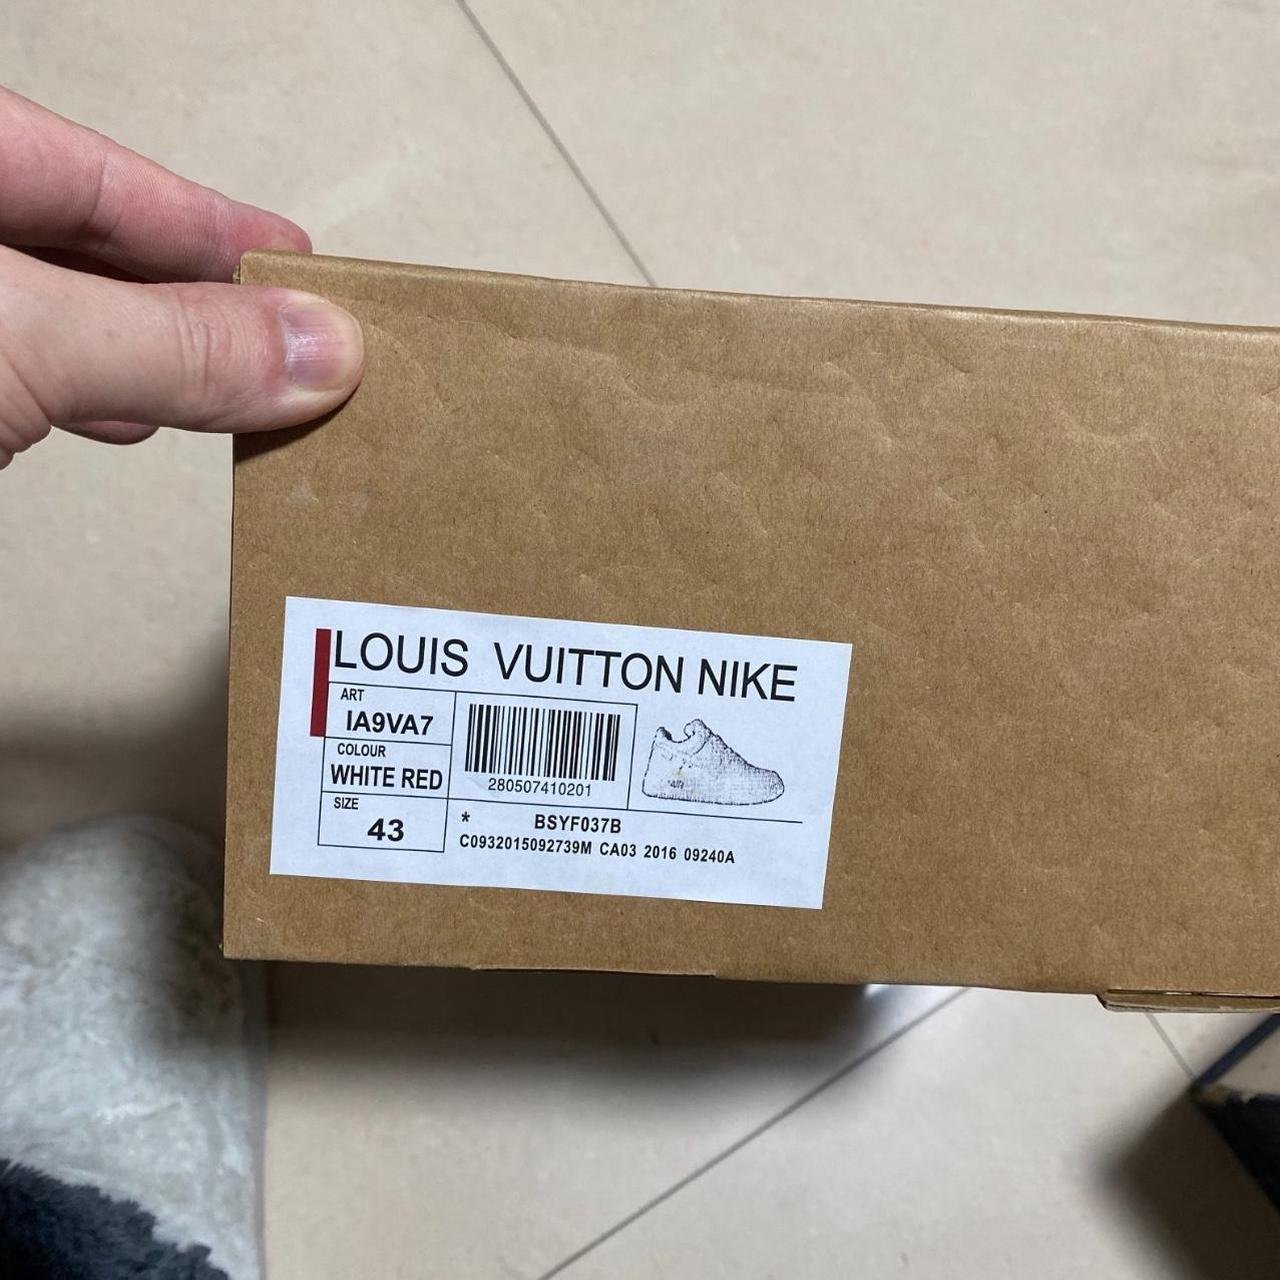 LOUIS VUITTON NIKE
ART
IA9VA7
COLOUR
WHITE RED
SIZE
43
280507410201
* BSYF037B
C0932015092739M CA03 2016 09240A